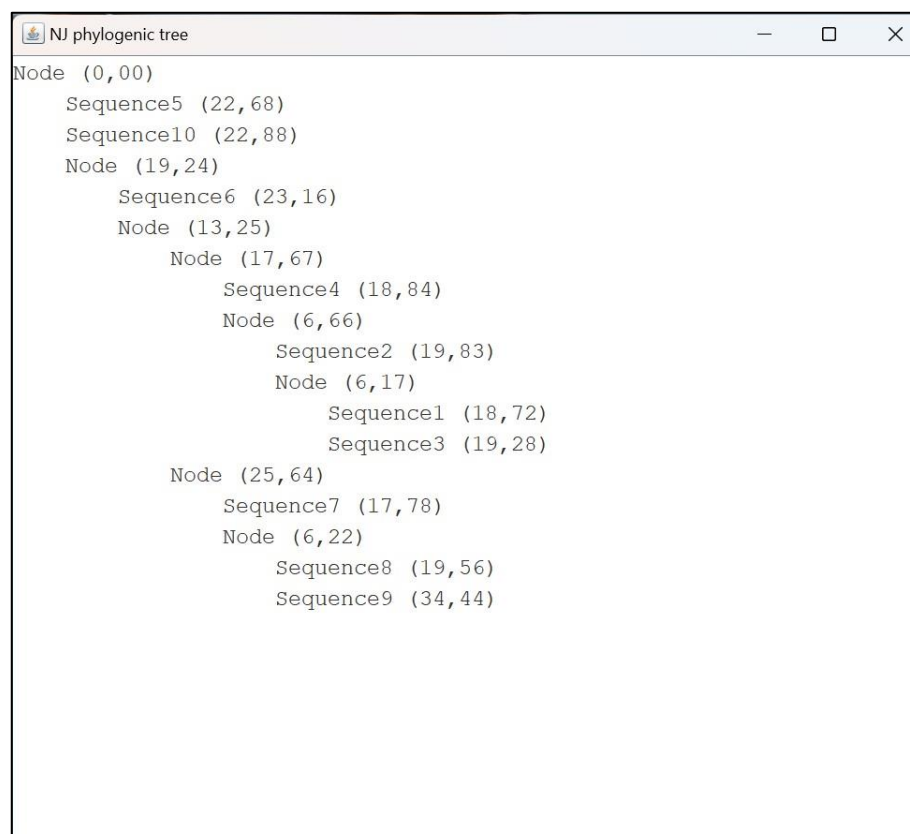 NJ phylogenic tree
Node (0,00)
Sequence5 (22,68)
Sequence10 (22,88)
Node (19,24)
Sequence6 (23,16)
Node (13,25)
Node (17,67)
Sequence4 (18,84)
Node (6,66)
Sequence2 (19,83)
Node (6,17)
Sequence1 (18,72)
Sequence3 (19,28)
Node (25,64)
Sequence7 (17,78)
Node (6,22)
Sequence8 (19,56)
Sequence9 (34,44)